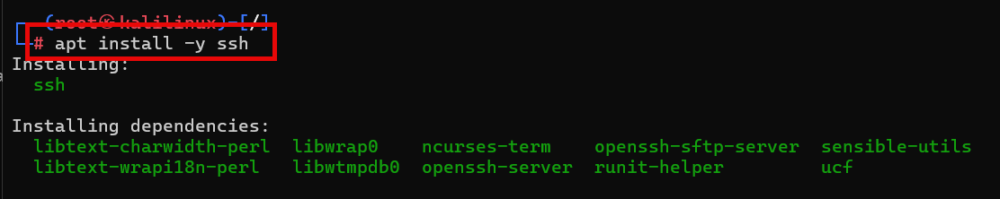 (root㉿kalilinux)-[/]
# apt install -y ssh
Installing:
ssh
Installing dependencies:
libtext-charwidth-perl libwrap0 ncurses-term openssh-sftp-server sensible-utils
libtext-wrapi18n-perl libwtmpdb0 openssh-server runit-helper ucf